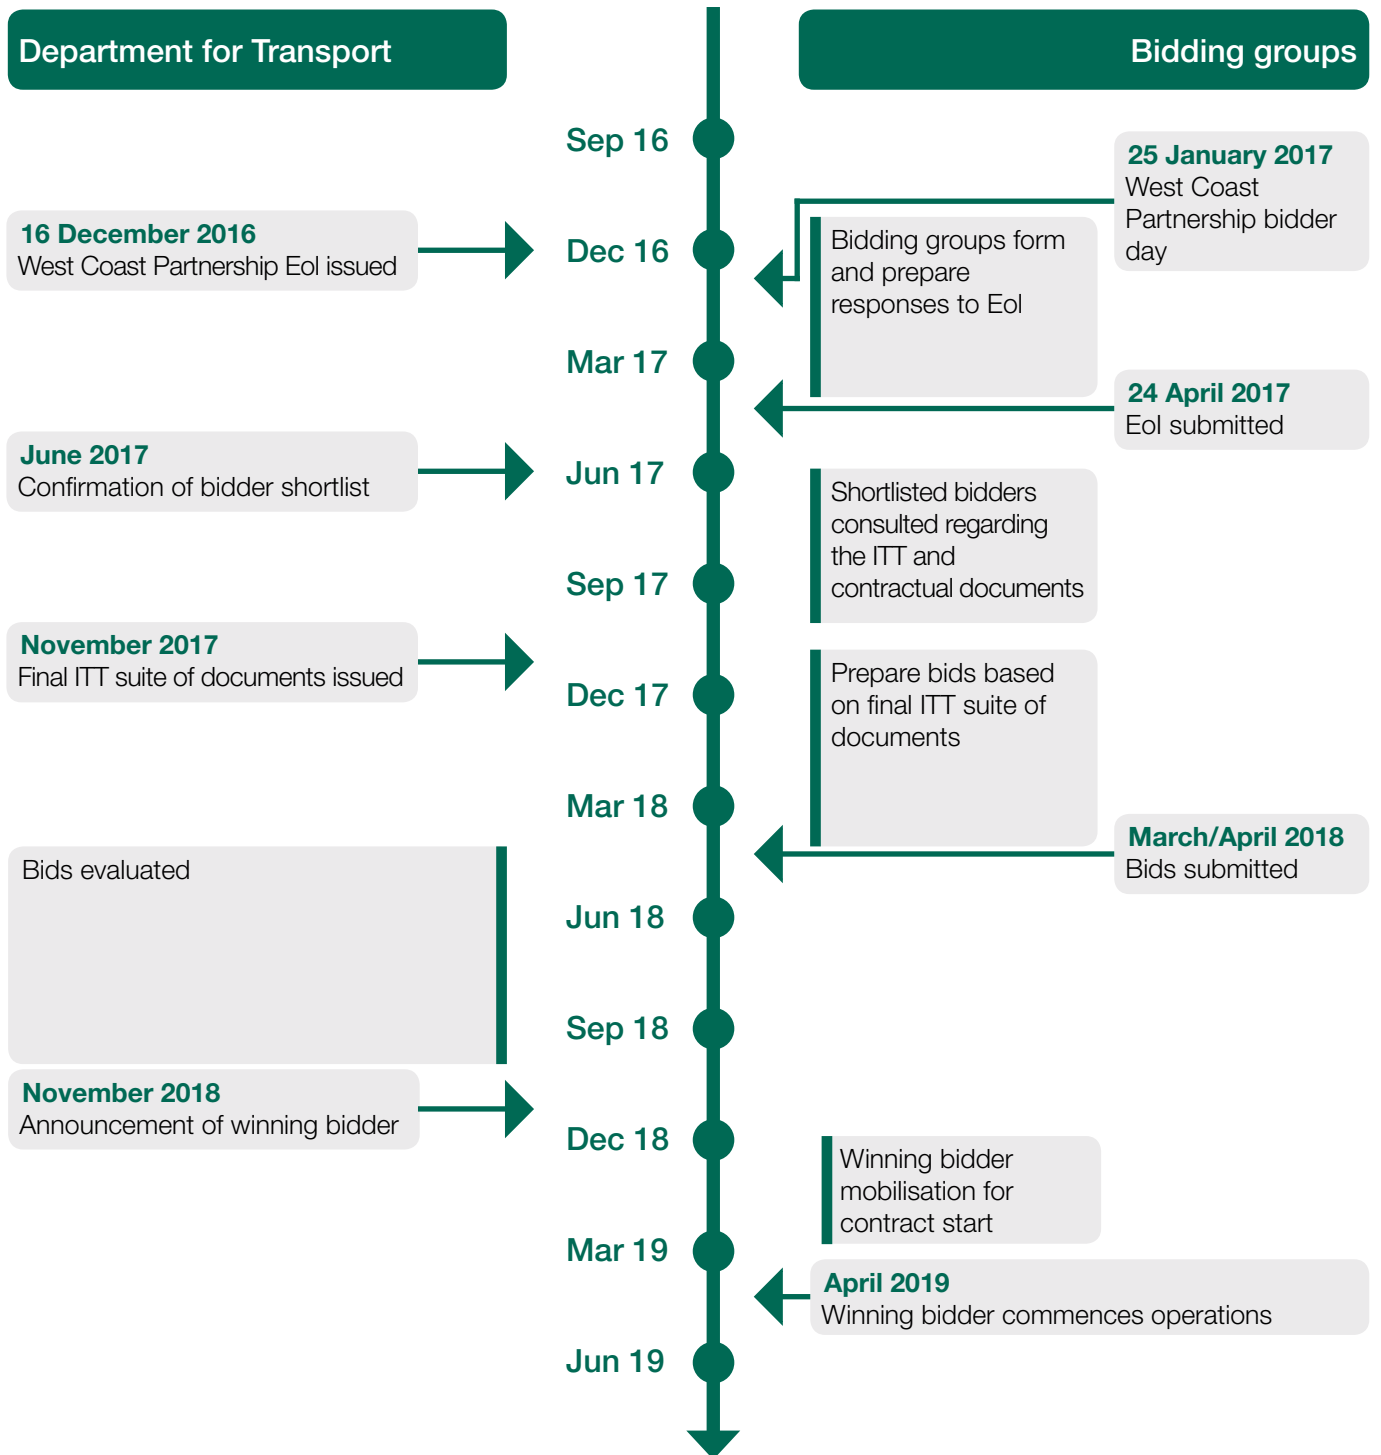 Department for Transport
Bidding groups
Sep 16
25 January 2017
West Coast
Partnership bidder
day
16 December 2016
West Coast Partnership EoI issued
Dec 16
Bidding groups form
and prepare
responses to EoI
Mar 17
24 April 2017
EoI submitted
June 2017
Confirmation of bidder shortlist
Jun 17
Shortlisted bidders
consulted regarding
the ITT and
contractual documents
Sep 17
November 2017
Final ITT suite of documents issued
Dec 17
Prepare bids based
on final ITT suite of
documents
Mar 18
March/April 2018
Bids submitted
Bids evaluated
Jun 18
Sep 18
November 2018
Announcement of winning bidder
Dec 18
Winning bidder
mobilisation for
contract start
Mar 19
April 2019
Winning bidder commences operations
Jun 19